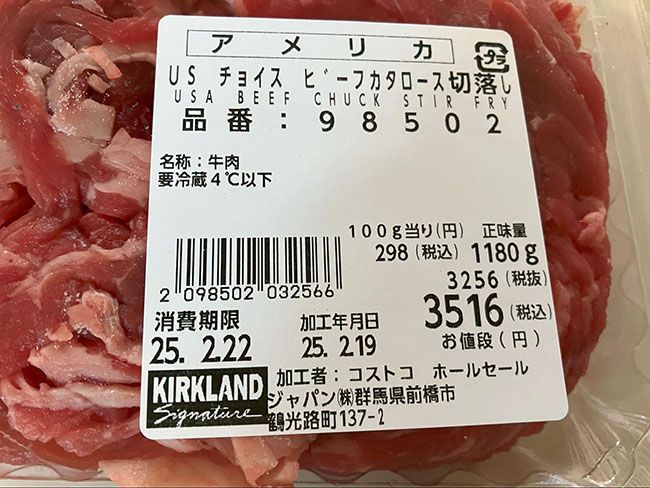 アメリカ
プラ
US チョイス ビーフカタロース切落し
USA BEEF CHUCK STIR FRY
品番:98502
名称:牛肉
要冷蔵4℃以下
100g当り(円) 正味量
298(税込) 1180g
3256(税抜)
2 098502 032566
3516(税込)
消費期限 加工年月日 お値段(円)
25. 2.22 25. 2.19
KIRKLAND
Signature
加工者:コストコ ホールセール
ジャパン㈱群馬県前橋市
鶴光路町137-2